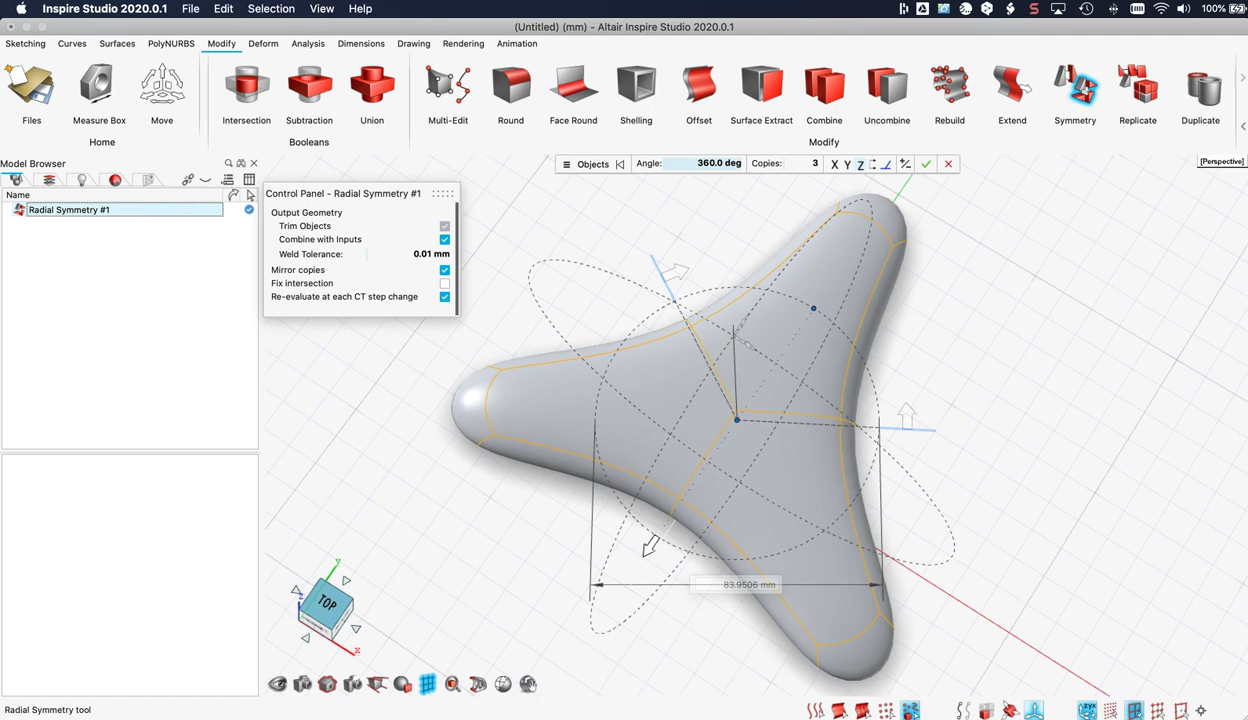 Inspire Studio 2020.0.1 File Edit Selection View Help 100%
(Untitled) (mm) - Altair Inspire Studio 2020.0.1
Sketching Curves Surfaces PolyNURBS Modify Deform Analysis Dimensions Drawing Rendering Animation
Files Measure Box Move Intersection Subtraction Union Multi-Edit Round Face Round Shelling Offset Surface Extract Combine Uncombine Rebuild Extend Symmetry Replicate Duplicate
Home Booleans Modify
Model Browser
Objects Angle: 360.0 deg Copies: 3 X Y Z
[Perspective]
Name
Radial Symmetry #1
Control Panel - Radial Symmetry #1
Output Geometry
Trim Objects
Combine with Inputs
Weld Tolerance: 0.01 mm
Mirror copies
Fix intersection
Re-evaluate at each CT step change
83.9506 mm
Y
TOP
Z
X
Radial Symmetry tool